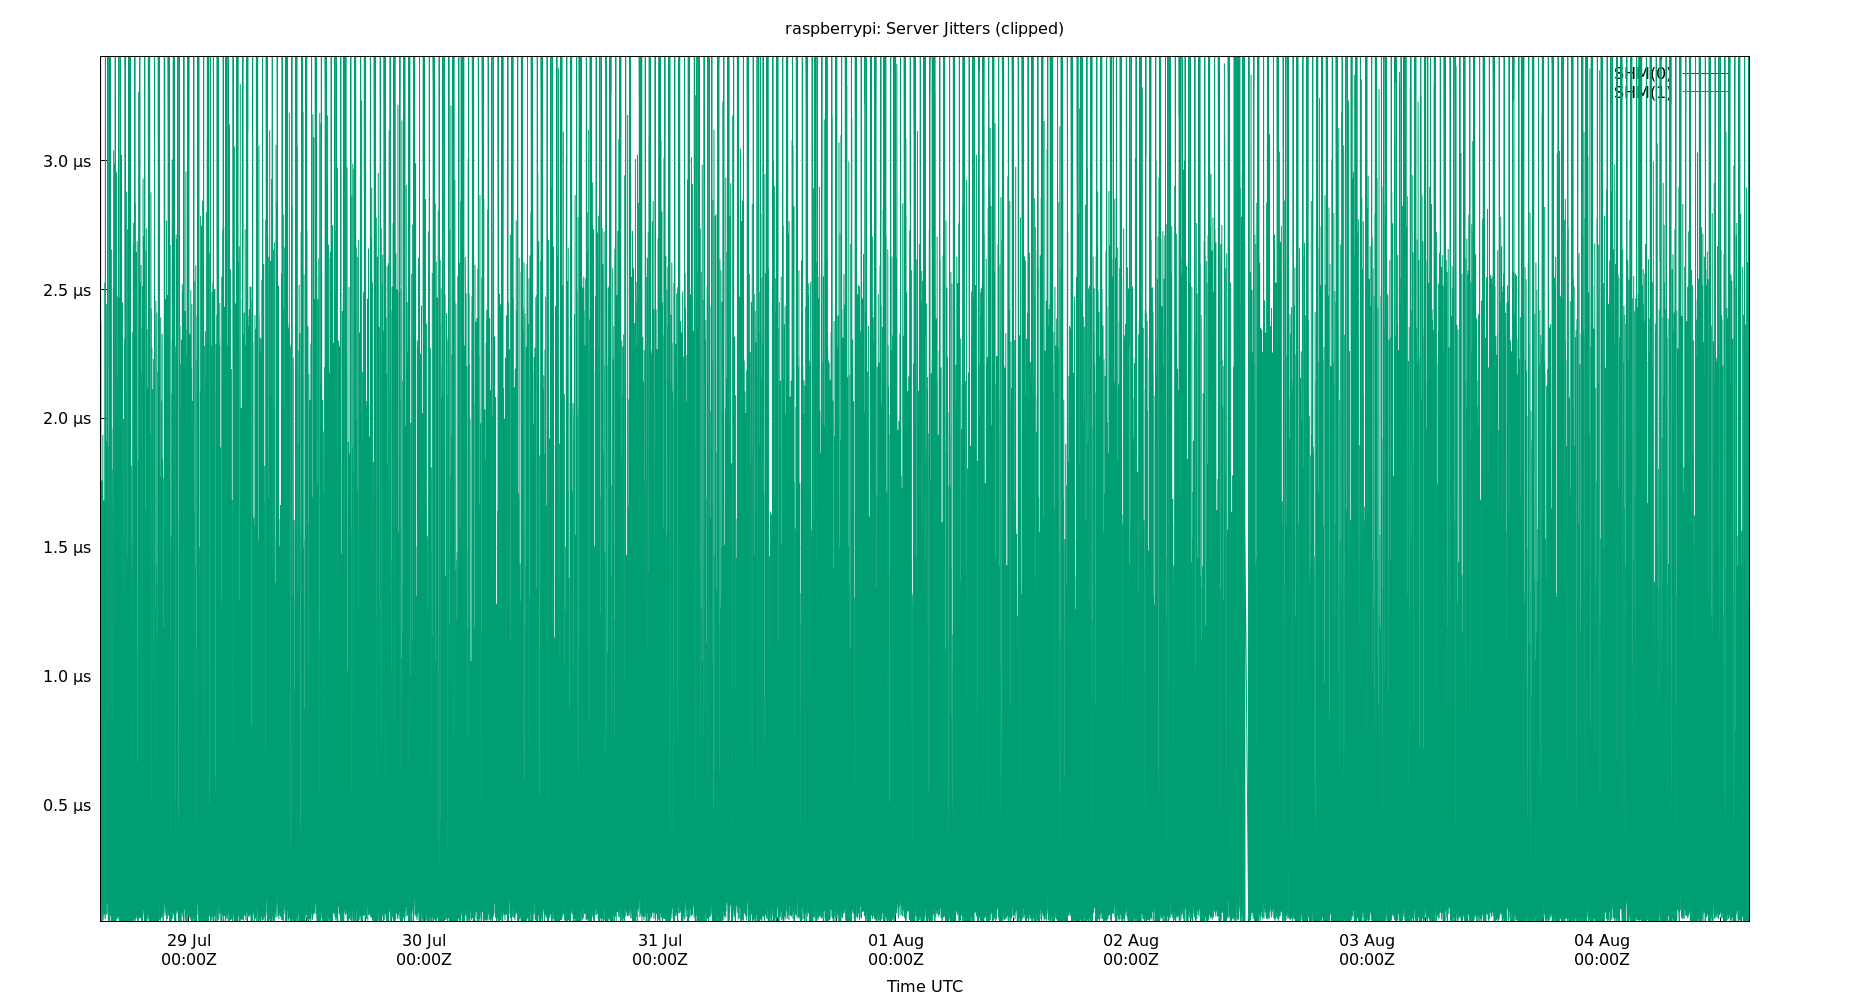 raspberrypi: Server Jitters (clipped)
SHM(0)
SHM(1)
3.0 µs
2.5 µs
2.0 µs
1.5 µs
1.0 µs
0.5 µs
29 Jul 30 Jul 31 Jul 01 Aug 02 Aug 03 Aug 04 Aug
00:00Z 00:00Z 00:00Z 00:00Z 00:00Z 00:00Z 00:00Z
Time UTC